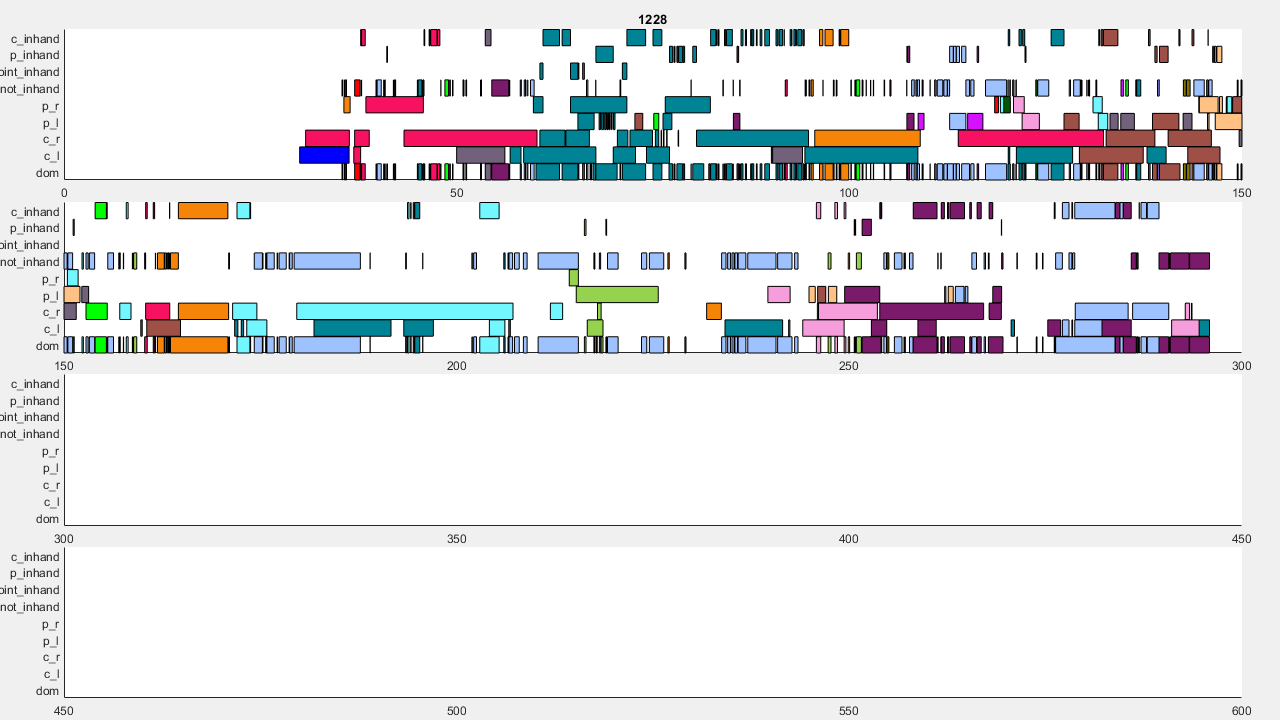 1228
c_inhand
p_inhand
oint_inhand
not_inhand
p_r
p_l
c_r
c_l
dom
0 50 100 150
c_inhand
p_inhand
oint_inhand
not_inhand
p_r
p_l
c_r
c_l
dom
150 200 250 300
c_inhand
p_inhand
oint_inhand
not_inhand
p_r
p_l
c_r
c_l
dom
300 350 400 450
c_inhand
p_inhand
oint_inhand
not_inhand
p_r
p_l
c_r
c_l
dom
450 500 550 600